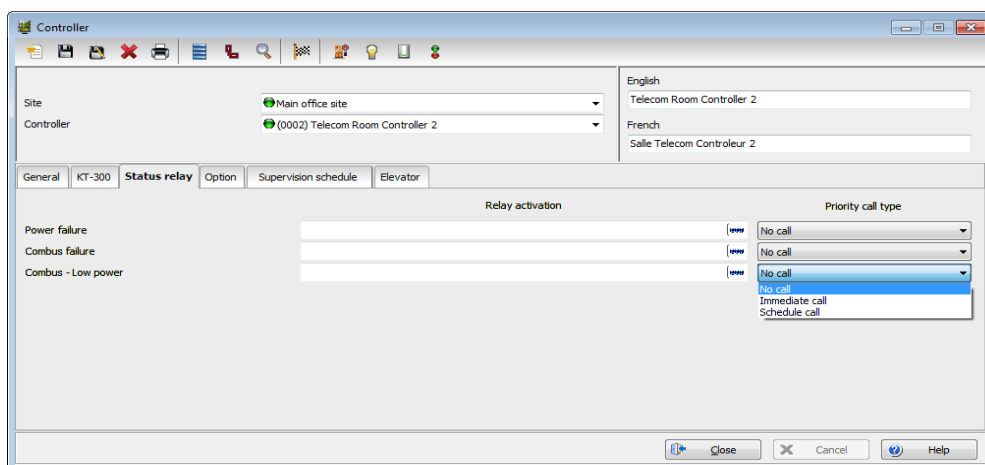 Controller
English
Site
Main office site
Telecom Room Controller 2
Controller
(0002) Telecom Room Controller 2
French
Salle Telecom Controleur 2
General KT-300 Status relay Option Supervision schedule Elevator
Relay activation Priority call type
Power failure No call
Combus failure No call
Combus - Low power No call
No call
Immediate call
Schedule call
Close Cancel Help